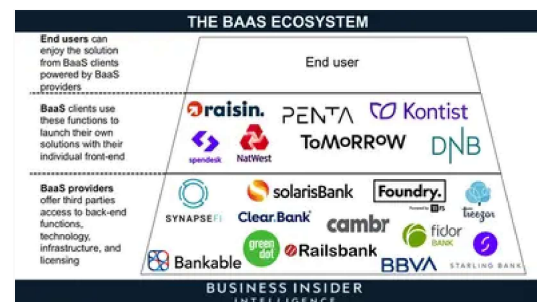 THE BAAS ECOSYSTEM
End users can
enjoy the solution
from BaaS clients
powered by BaaS
providers
End user
BaaS clients use
these functions to
launch their own
solutions with their
individual front-end
raisin.
PENTA
Kontist
spendesk
NatWest
ToMoRRoW
DNB
BaaS providers
offer third parties
access to back-end
functions,
technology,
infrastructure, and
licensing
SYNAPSEFI
solarisBank
Foundry.
Powered by
treezor
Clear.Bank
cambr
fidor
BANK
green
dot
Bankable
Railsbank
BBVA
STARLING BANK
BUSINESS INSIDER
INTELLIGENCE